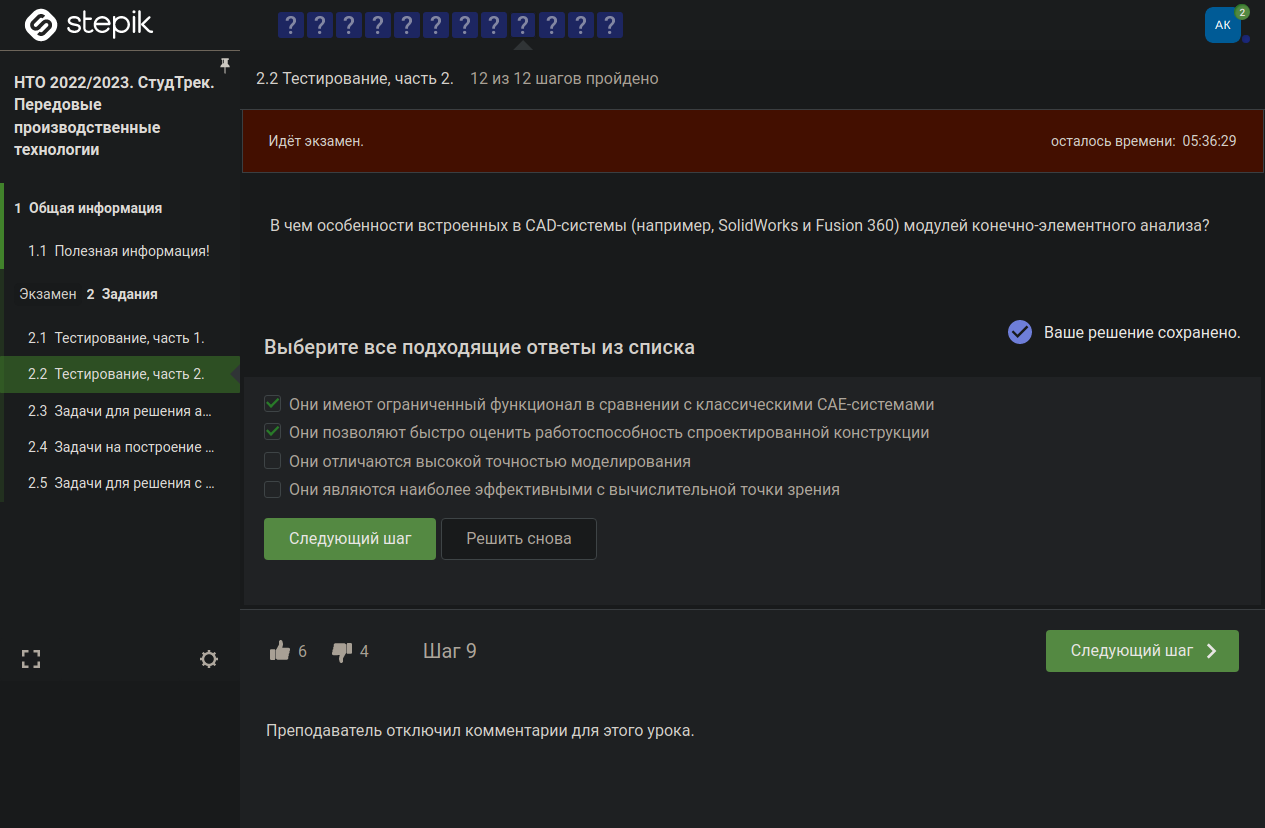 stepik
? ? ? ? ? ? ? ? ? ? ? ?
АК
2
НТО 2022/2023. СтудТрек.
Передовые
производственные
технологии
1 Общая информация
1.1 Полезная информация!
Экзамен 2 Задания
2.1 Тестирование, часть 1.
2.2 Тестирование, часть 2.
2.3 Задачи для решения а…
2.4 Задачи на построение …
2.5 Задачи для решения с …
2.2 Тестирование, часть 2. 12 из 12 шагов пройдено
Идёт экзамен. осталось времени: 05:36:29
В чем особенности встроенных в CAD-системы (например, SolidWorks и Fusion 360) модулей конечно-элементного анализа?
Ваше решение сохранено.
Выберите все подходящие ответы из списка
Они имеют ограниченный функционал в сравнении с классическими CAE-системами
Они позволяют быстро оценить работоспособность спроектированной конструкции
Они отличаются высокой точностью моделирования
Они являются наиболее эффективными с вычислительной точки зрения
Следующий шаг Решить снова
6 4 Шаг 9 Следующий шаг
Преподаватель отключил комментарии для этого урока.